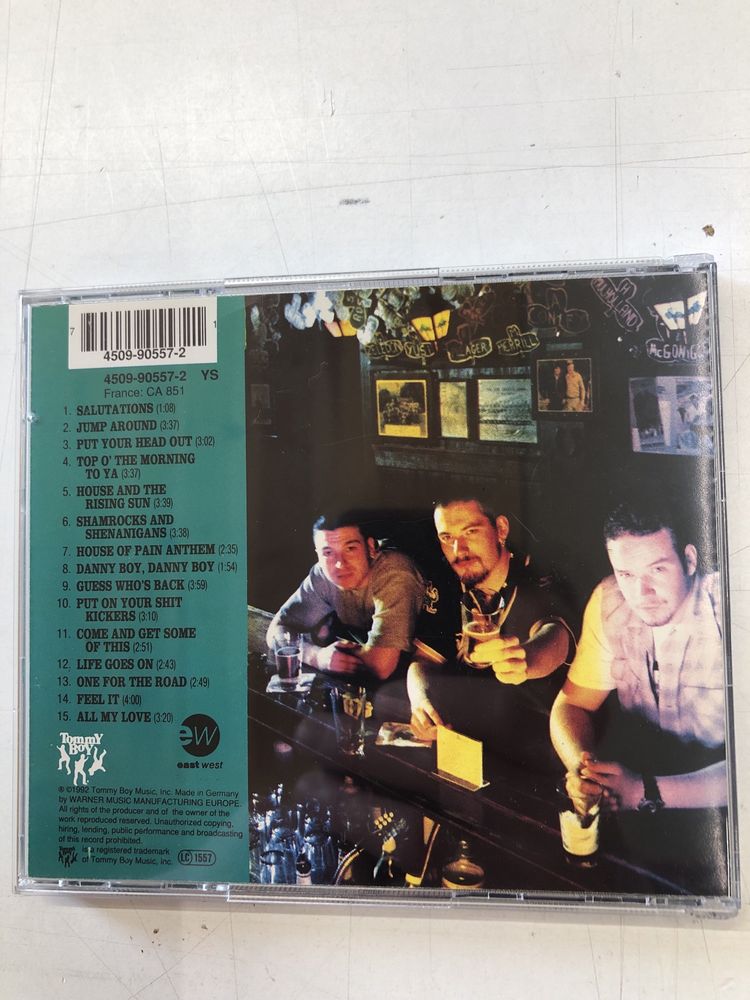 7
1
4509-90557-2
4509-90557-2 YS
France: CA 851
1. SALUTATIONS (1:08)
2. JUMP AROUND (3:37)
3. PUT YOUR HEAD OUT (3:02)
4. TOP O' THE MORNING
TO YA (3:37)
5. HOUSE AND THE
RISING SUN (3:39)
6. SHAMROCKS AND
SHENANIGANS (3:38)
7. HOUSE OF PAIN ANTHEM (2:35)
8. DANNY BOY, DANNY BOY (1:54)
9. GUESS WHO'S BACK (3:59)
10. PUT ON YOUR SHIT
KICKERS (3:10)
11. COME AND GET SOME
OF THIS (2:51)
12. LIFE GOES ON (2:43)
13. ONE FOR THE ROAD (2:49)
14. FEEL IT (4:00)
15. ALL MY LOVE (3:20)
Tommy
Boy
ew
east west
℗ ©1992 Tommy Boy Music, Inc. Made in Germany
by WARNER MUSIC MANUFACTURING EUROPE.
All rights of the producer and of the owner of the
work reproduced reserved. Unauthorized copying,
hiring, lending, public performance and broadcasting
of this record prohibited.
is a registered trademark
of Tommy Boy Music, Inc.
LC 1557
LAGER
MERRILL